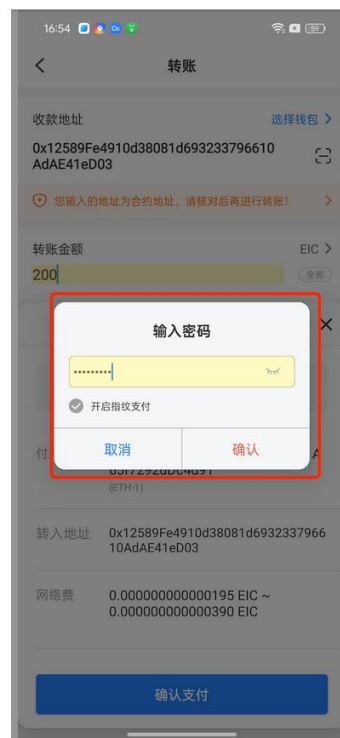 16:54
59
转账
收款地址
选择钱包
0x12589Fe4910d38081d693233796610
AdAE41eD03
您输入的地址为合约地址，请核对后再进行转账！
转账金额
EIC
200
全部
输入密码
开启指纹支付
取消
确认
付
(ETH-1)
转入地址
0x12589Fe4910d38081d6932337966
10AdAE41eD03
网络费
0.000000000000195 EIC ~
0.000000000000390 EIC
确认支付